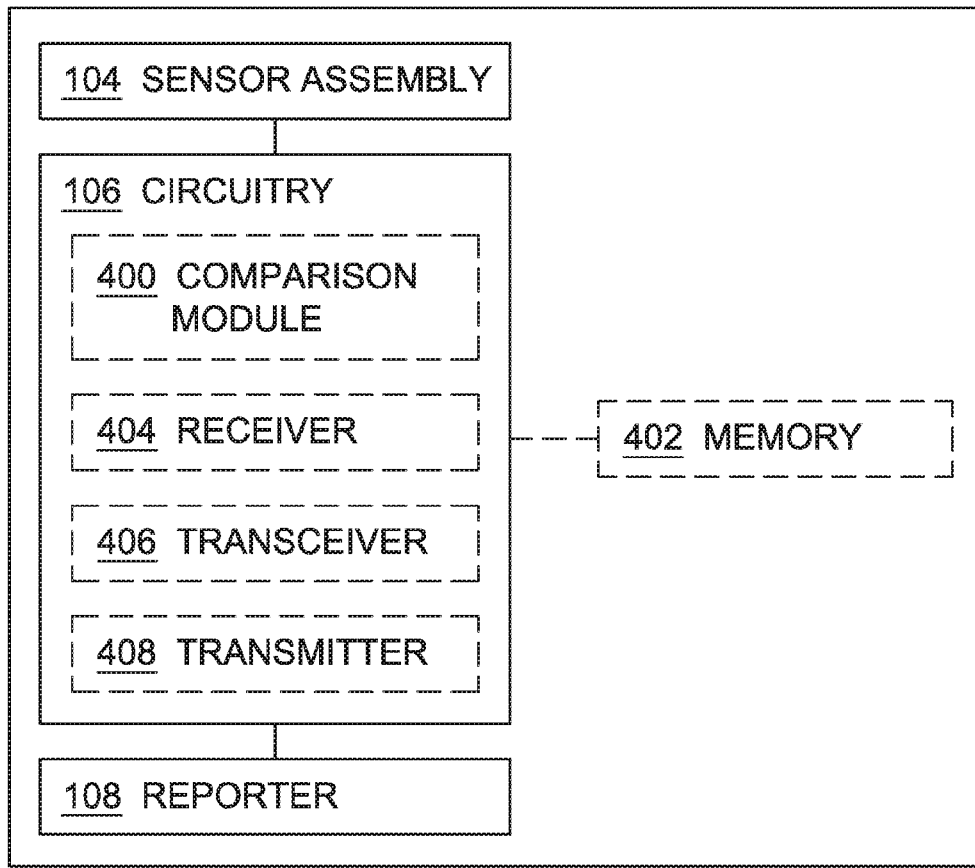 104 SENSOR ASSEMBLY
106 CIRCUITRY
400 COMPARISON
MODULE
404 RECEIVER
402 MEMORY
406 TRANSCEIVER
408 TRANSMITTER
108 REPORTER